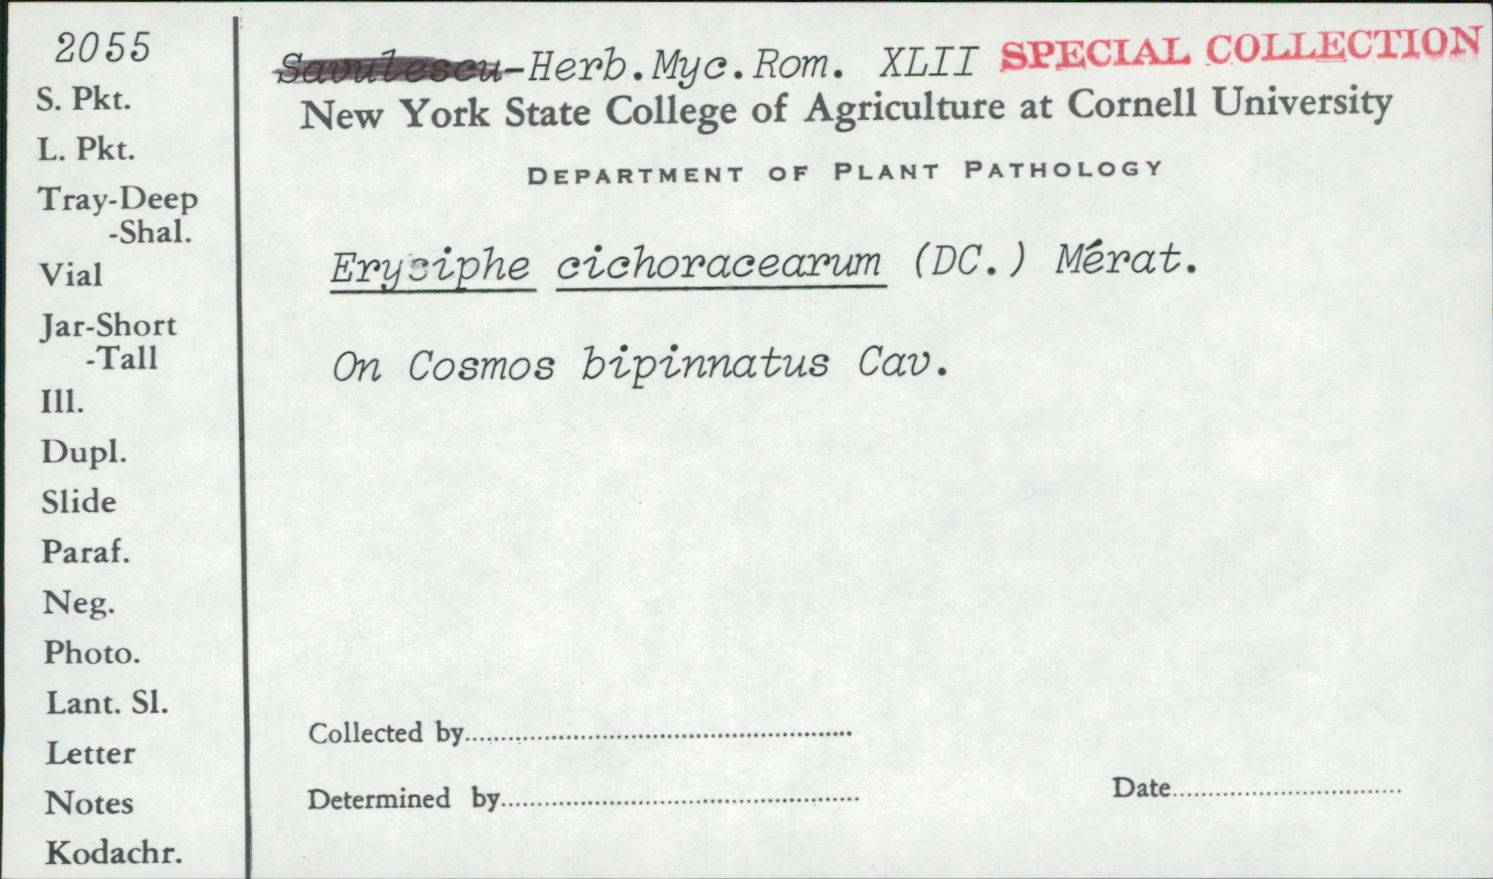 2055
S. Pkt.
L. Pkt.
Tray-Deep
-Shal.
Vial
Jar-Short
-Tall
Ill.
Dupl.
Slide
Paraf.
Neg.
Photo.
Lant. Sl.
Letter
Notes
Kodachr.
Savulescu-Herb.Myc.Rom. XLII SPECIAL COLLECTION
New York State College of Agriculture at Cornell University
DEPARTMENT OF PLANT PATHOLOGY
Erysiphe cichoracearum (DC.) Mérat.
On Cosmos bipinnatus Cav.
Collected by
Determined by
Date